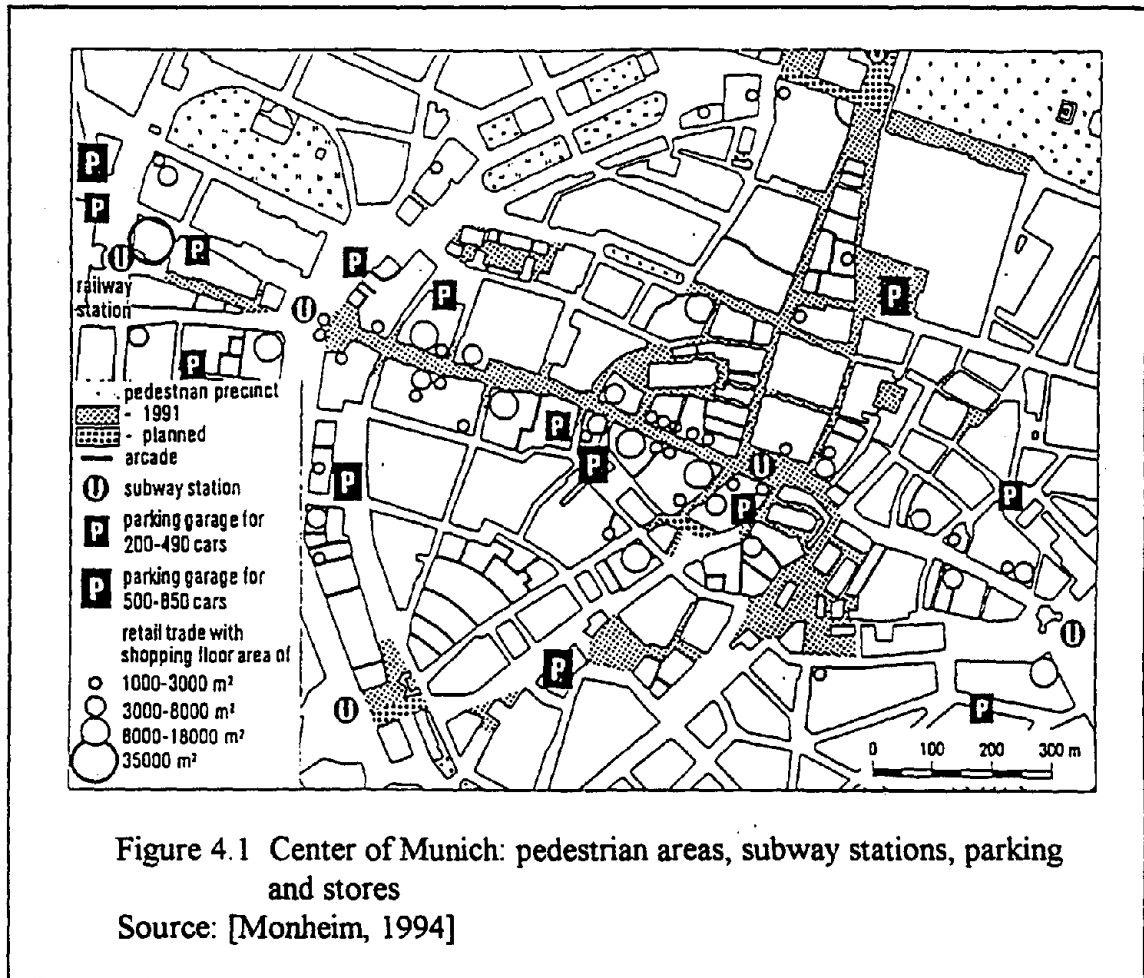 P
P
U
P
railway
station
P
P
P
U
U
P
P
P
P
U
P
P
P
U
P
U
P
pedestrian precinct
- 1991
- planned
arcade
U subway station
P parking garage for
200-490 cars
P parking garage for
500-850 cars
retail trade with
shopping floor area of
1000-3000 m²
3000-8000 m²
8000-18000 m²
35000 m²
0 100 200 300 m
Figure 4.1 Center of Munich: pedestrian areas, subway stations, parking
and stores
Source: [Monheim, 1994]